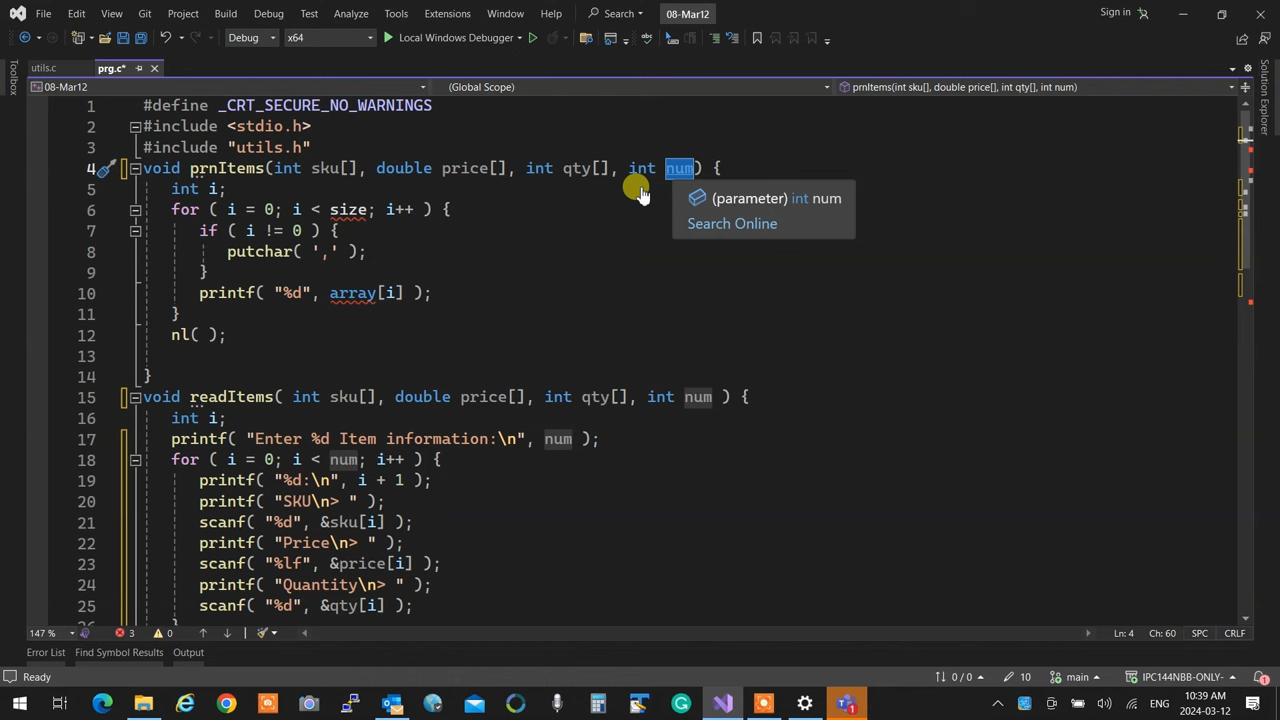 File Edit View Git Project Build Debug Test Analyze Tools Extensions Window Help Search 08-Mar12 Sign in
Debug x64 Local Windows Debugger
utils.c prg.c*
08-Mar12 (Global Scope) prnItems(int sku[], double price[], int qty[], int num)
Toolbox
Solution Explorer
1 #define _CRT_SECURE_NO_WARNINGS
2 #include <stdio.h>
3 #include "utils.h"
4 void prnItems(int sku[], double price[], int qty[], int num) {
5 int i;
(parameter) int num
6 for ( i = 0; i < size; i++ ) {
Search Online
7 if ( i != 0 ) {
8 putchar( ',' );
9 }
10 printf( "%d", array[i] );
11 }
12 nl( );
13
14 }
15 void readItems( int sku[], double price[], int qty[], int num ) {
16 int i;
17 printf( "Enter %d Item information:\n", num );
18 for ( i = 0; i < num; i++ ) {
19 printf( "%d:\n", i + 1 );
20 printf( "SKU\n> " );
21 scanf( "%d", &sku[i] );
22 printf( "Price\n> " );
23 scanf( "%lf", &price[i] );
24 printf( "Quantity\n> " );
25 scanf( "%d", &qty[i] );
147 % 3 0 Ln: 4 Ch: 60 SPC CRLF
Error List Find Symbol Results Output
Ready 0 / 0 10 main IPC144NBB-ONLY- 1
ENG 10:39 AM
2024-03-12